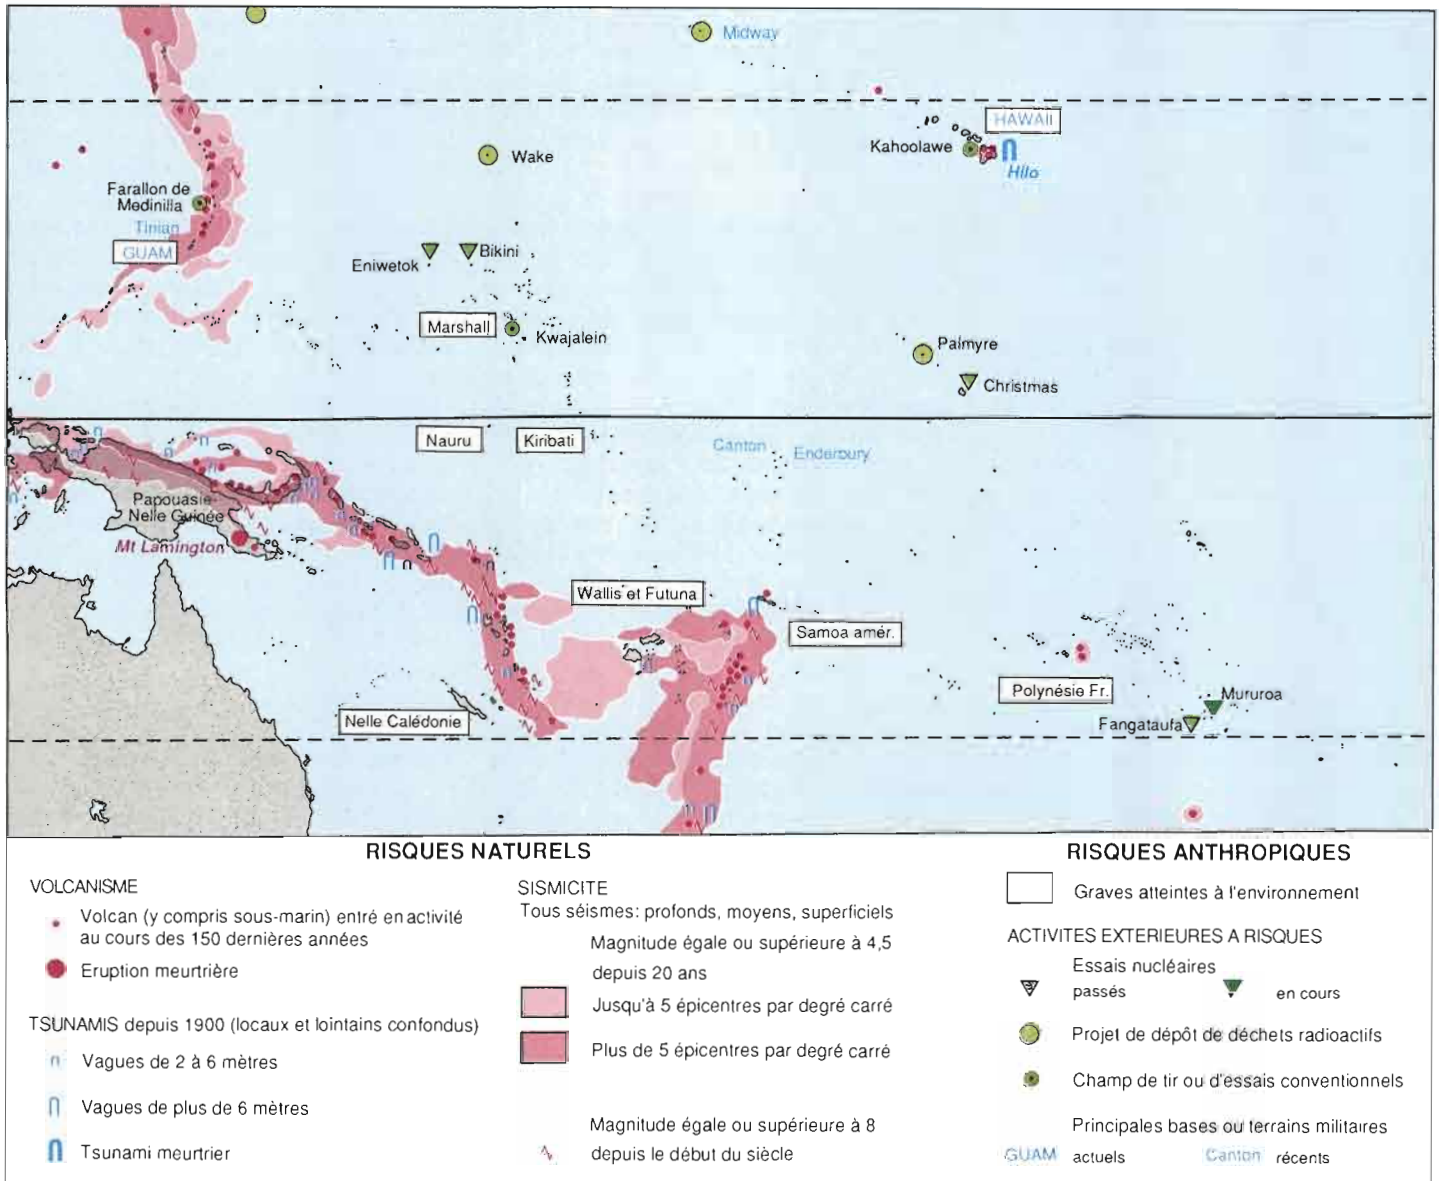 Midway
HAWAII
Kahoolawe
Hilo
Wake
Farallon de
Medinilla
Tinian
GUAM
Eniwetok
Bikini
Marshall
Kwajalein
Palmyre
Christmas
Nauru
Kiribati
Canton
Enderbury
Papouasie-
Nelle Guinée
Mt Lamington
Wallis et Futuna
Samoa amér.
Polynésie Fr.
Mururoa
Fangataufa
Nelle Calédonie
RISQUES NATURELS
VOLCANISME
Volcan (y compris sous-marin) entré en activité
au cours des 150 dernières années
Eruption meurtrière
TSUNAMIS depuis 1900 (locaux et lointains confondus)
Vagues de 2 à 6 mètres
Vagues de plus de 6 mètres
Tsunami meurtrier
SISMICITE
Tous séismes: profonds, moyens, superficiels
Magnitude égale ou supérieure à 4,5
depuis 20 ans
Jusqu'à 5 épicentres par degré carré
Plus de 5 épicentres par degré carré
Magnitude égale ou supérieure à 8
depuis le début du siècle
RISQUES ANTHROPIQUES
Graves atteintes à l'environnement
ACTIVITES EXTERIEURES A RISQUES
Essais nucléaires
passés
en cours
Projet de dépôt de déchets radioactifs
Champ de tir ou d'essais conventionnels
Principales bases ou terrains militaires
GUAM actuels
Canton récents